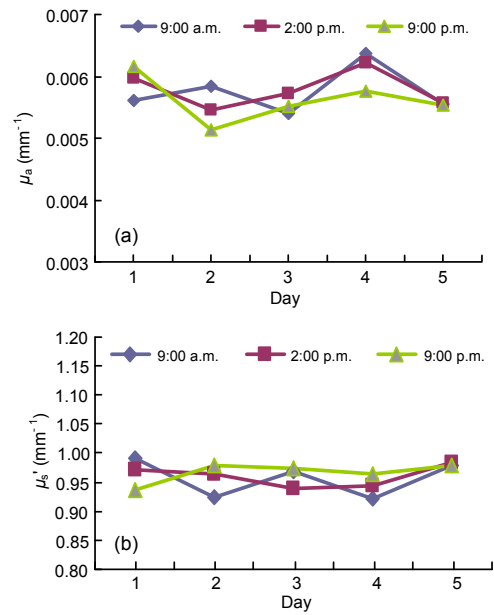 9:00 a.m. 2:00 p.m. 9:00 p.m.
0.007
0.006
0.005
0.004
0.003
μa (mm-1)
(a)
1 2 3 4 5
Day
9:00 a.m. 2:00 p.m. 9:00 p.m.
1.20
1.15
1.10
1.05
1.00
0.95
0.90
0.85
0.80
μs' (mm-1)
(b)
1 2 3 4 5
Day